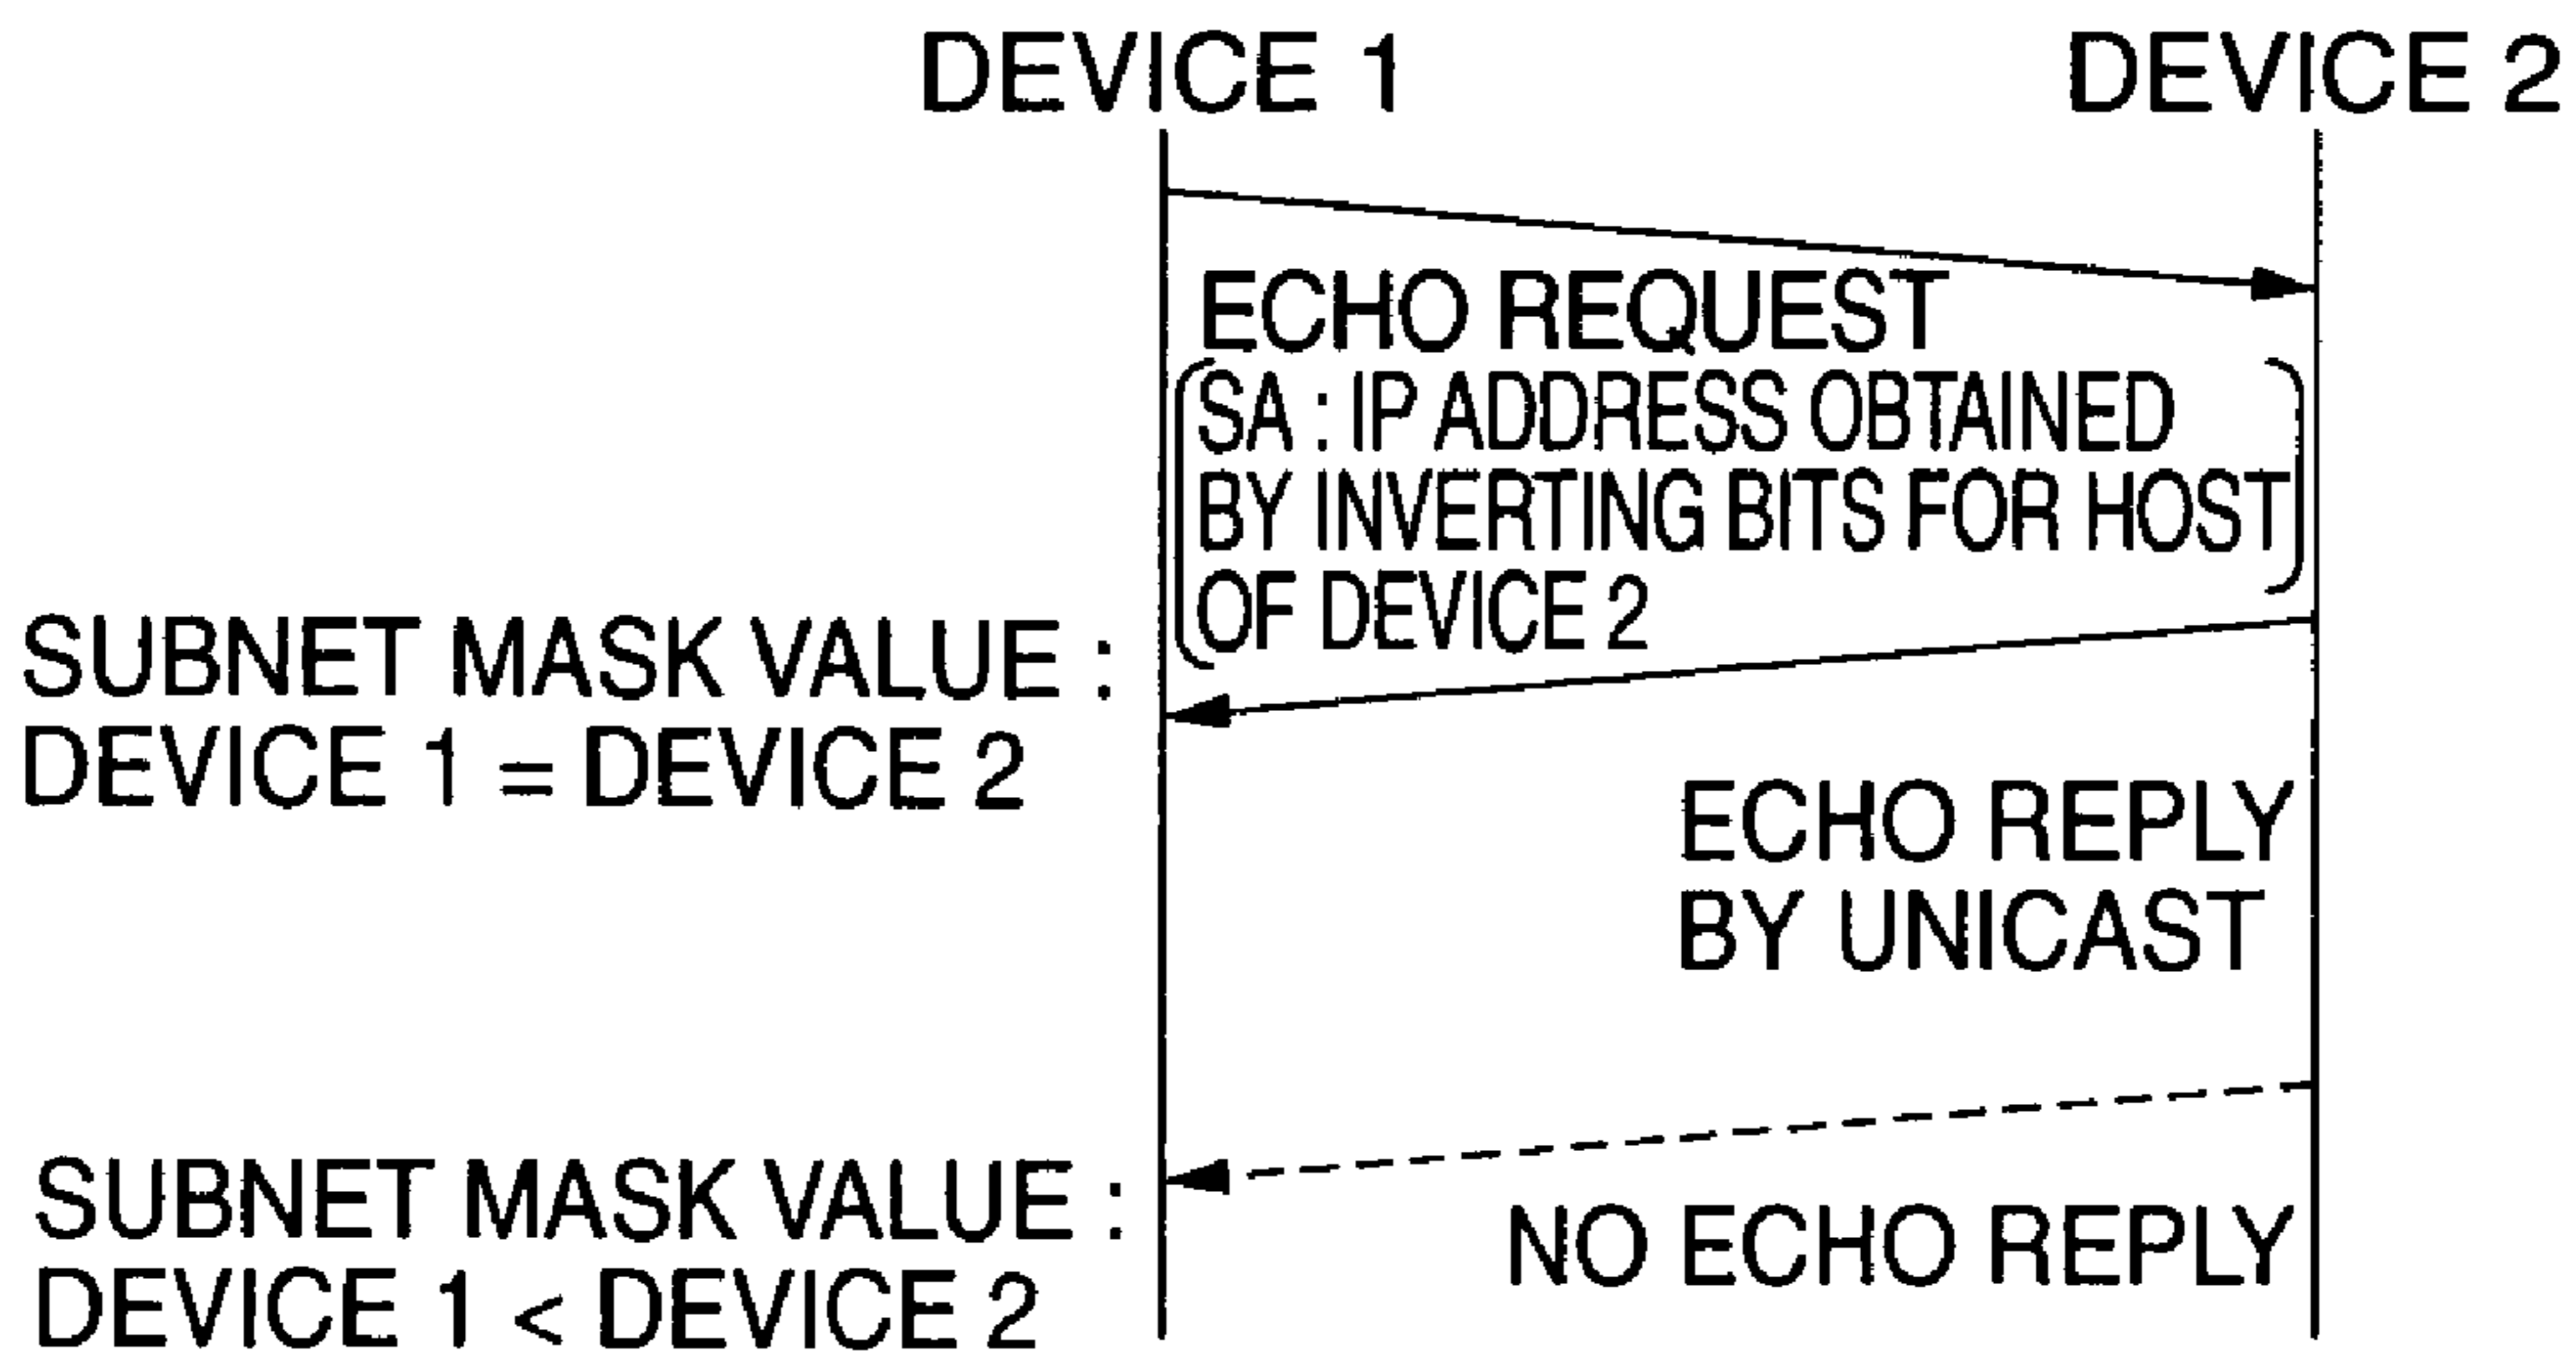 DEVICE 1
DEVICE 2
ECHO REQUEST
SA : IP ADDRESS OBTAINED
BY INVERTING BITS FOR HOST
OF DEVICE 2
SUBNET MASK VALUE :
DEVICE 1 = DEVICE 2
ECHO REPLY
BY UNICAST
SUBNET MASK VALUE :
DEVICE 1 < DEVICE 2
NO ECHO REPLY